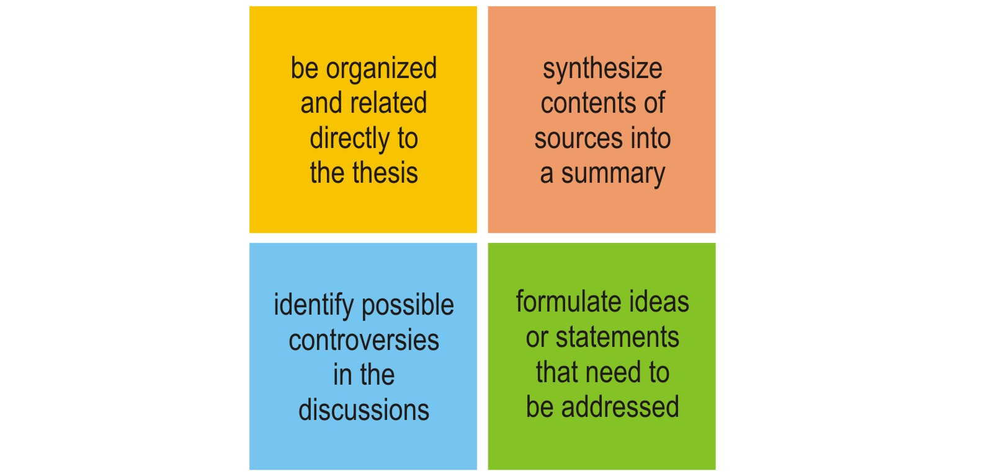 be organized
and related
directly to
the thesis
synthesize
contents of
sources into
a summary
identify possible
controversies
in the
discussions
formulate ideas
or statements
that need to
be addressed